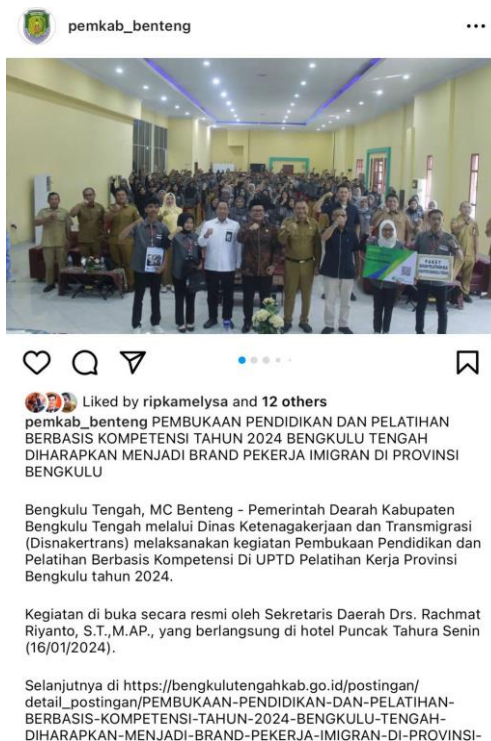 pemkab_benteng
PAKET
Liked by ripkamelysa and 12 others
pemkab_benteng PEMBUKAAN PENDIDIKAN DAN PELATIHAN
BERBASIS KOMPETENSI TAHUN 2024 BENGKULU TENGAH
DIHARAPKAN MENJADI BRAND PEKERJA IMIGRAN DI PROVINSI
BENGKULU
Bengkulu Tengah, MC Benteng - Pemerintah Dearah Kabupaten
Bengkulu Tengah melalui Dinas Ketenagakerjaan dan Transmigrasi
(Disnakertrans) melaksanakan kegiatan Pembukaan Pendidikan dan
Pelatihan Berbasis Kompetensi Di UPTD Pelatihan Kerja Provinsi
Bengkulu tahun 2024.
Kegiatan di buka secara resmi oleh Sekretaris Daerah Drs. Rachmat
Riyanto, S.T.,M.AP., yang berlangsung di hotel Puncak Tahura Senin
(16/01/2024).
Selanjutnya di https://bengkulutengahkab.go.id/postingan/
detail_postingan/PEMBUKAAN-PENDIDIKAN-DAN-PELATIHAN-
BERBASIS-KOMPETENSI-TAHUN-2024-BENGKULU-TENGAH-
DIHARAPKAN-MENJADI-BRAND-PEKERJA-IMIGRAN-DI-PROVINSI-